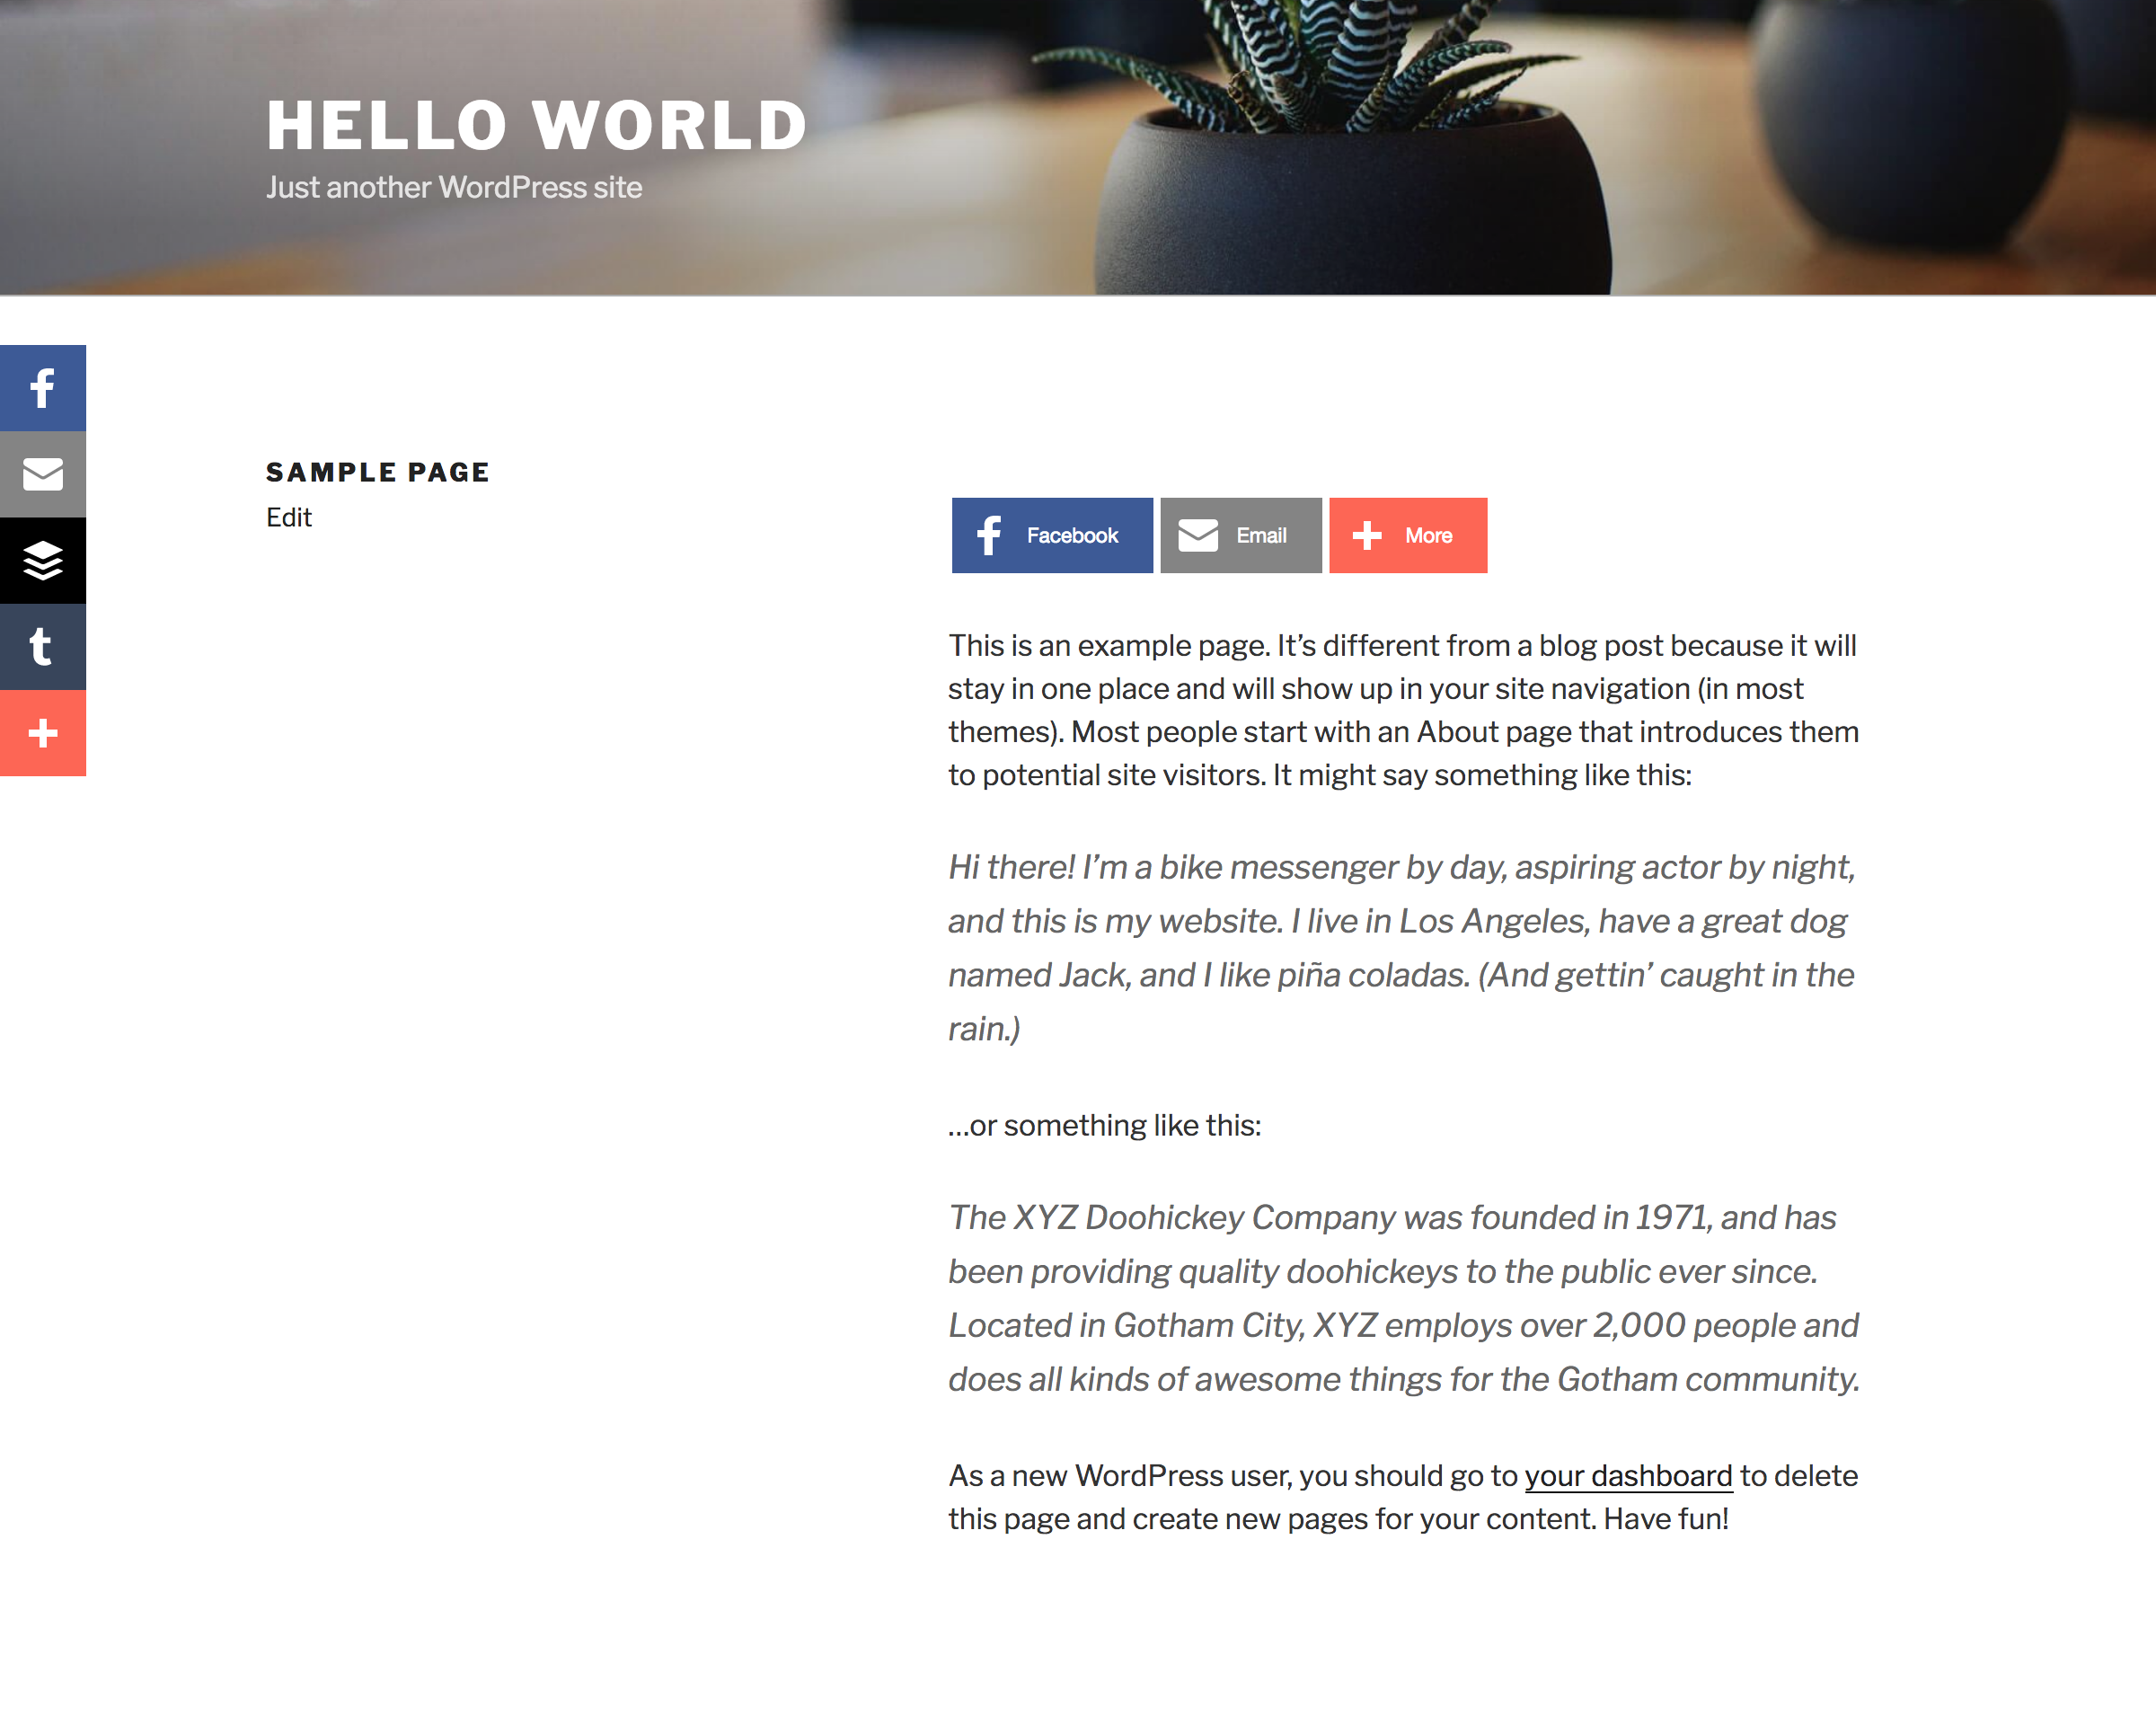 HELLO WORLD
Just another WordPress site
SAMPLE PAGE
Edit
Facebook
Email
More
This is an example page. It’s different from a blog post because it will
stay in one place and will show up in your site navigation (in most
themes). Most people start with an About page that introduces them
to potential site visitors. It might say something like this:
Hi there! I’m a bike messenger by day, aspiring actor by night,
and this is my website. I live in Los Angeles, have a great dog
named Jack, and I like piña coladas. (And gettin’ caught in the
rain.)
…or something like this:
The XYZ Doohickey Company was founded in 1971, and has
been providing quality doohickeys to the public ever since.
Located in Gotham City, XYZ employs over 2,000 people and
does all kinds of awesome things for the Gotham community.
As a new WordPress user, you should go to your dashboard to delete
this page and create new pages for your content. Have fun!